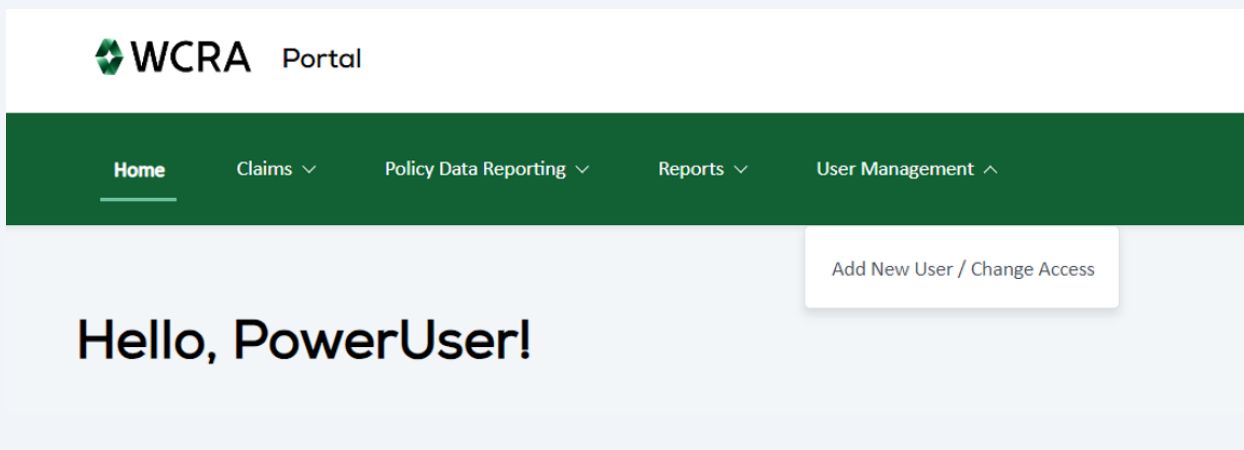 WCRA Portal
Home Claims Policy Data Reporting Reports User Management
Add New User / Change Access
Hello, PowerUser!